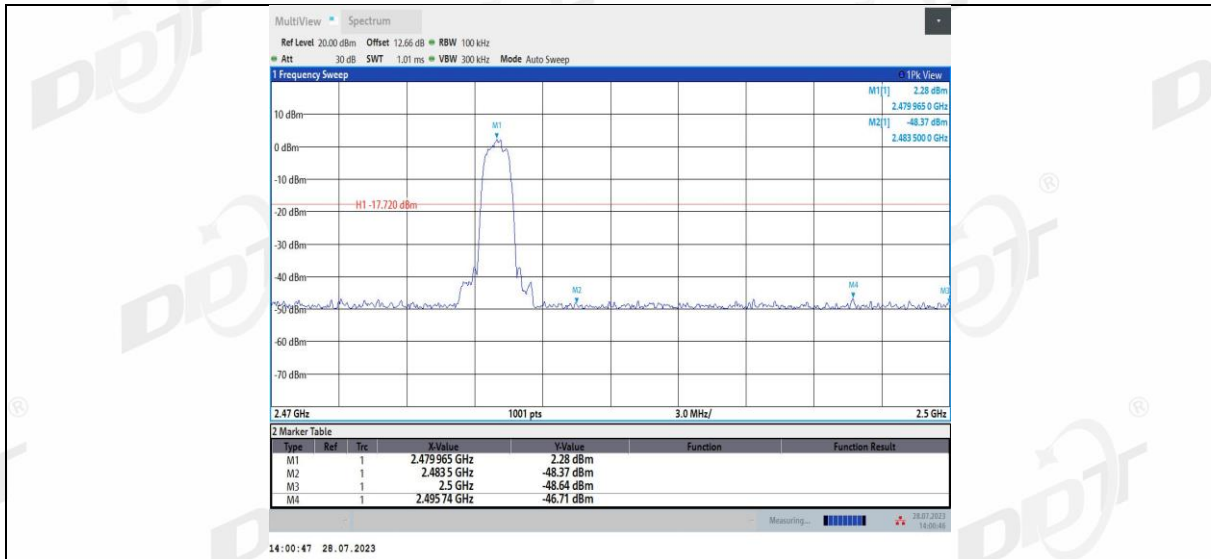 MultiView Spectrum
Ref Level 20.00 dBm Offset 12.66 dB RBW 100 kHz
Att 30 dB SWT 1.01 ms VBW 300 kHz Mode Auto Sweep
1 Frequency Sweep 1Pk View
M1[1] 2.28 dBm
2.479 965 0 GHz
M2[1] -48.37 dBm
2.483 500 0 GHz
10 dBm
M1
0 dBm
-10 dBm
H1 -17.720 dBm
-20 dBm
-30 dBm
-40 dBm
M2 M4 M3
-50 dBm
-60 dBm
-70 dBm
2.47 GHz 1001 pts 3.0 MHz/ 2.5 GHz
2 Marker Table
Type Ref Trc X-Value Y-Value Function Function Result
M1 1 2.479 965 GHz 2.28 dBm
M2 1 2.483 5 GHz -48.37 dBm
M3 1 2.5 GHz -48.64 dBm
M4 1 2.495 74 GHz -46.71 dBm
Measuring... 28.07.2023
14:00:46
14:00:47 28.07.2023
DDT
®